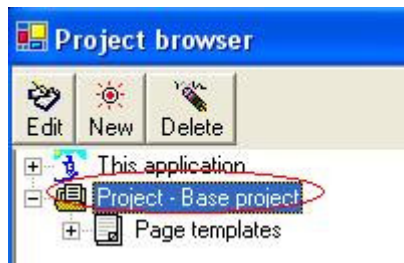 Project browser
Edit New Delete
This application
Project - Base project
Page templates